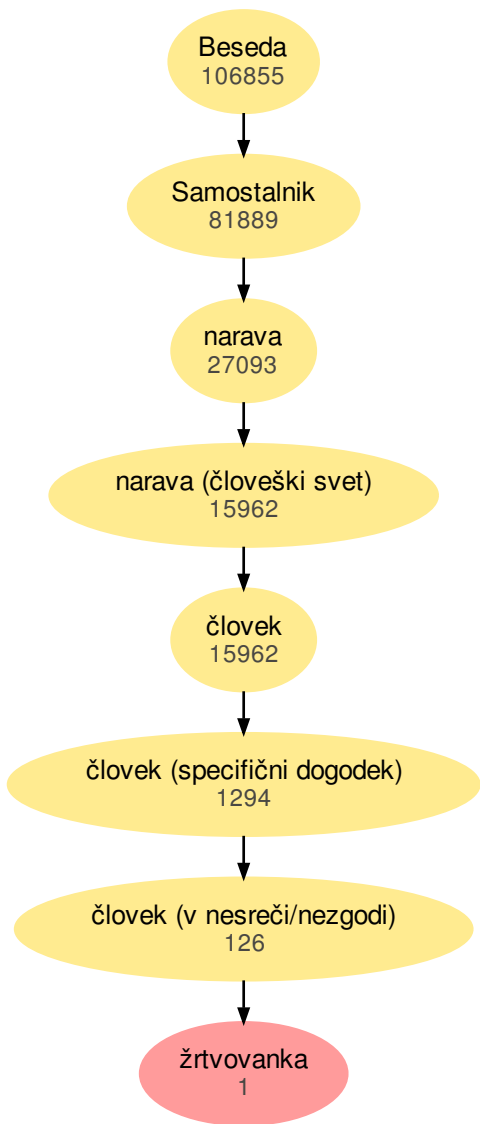 Beseda
106855
Samostalnik
81889
narava
27093
narava (človeški svet)
15962
človek
15962
človek (specifični dogodek)
1294
človek (v nesreči/nezgodi)
126
žrtvovanka
1